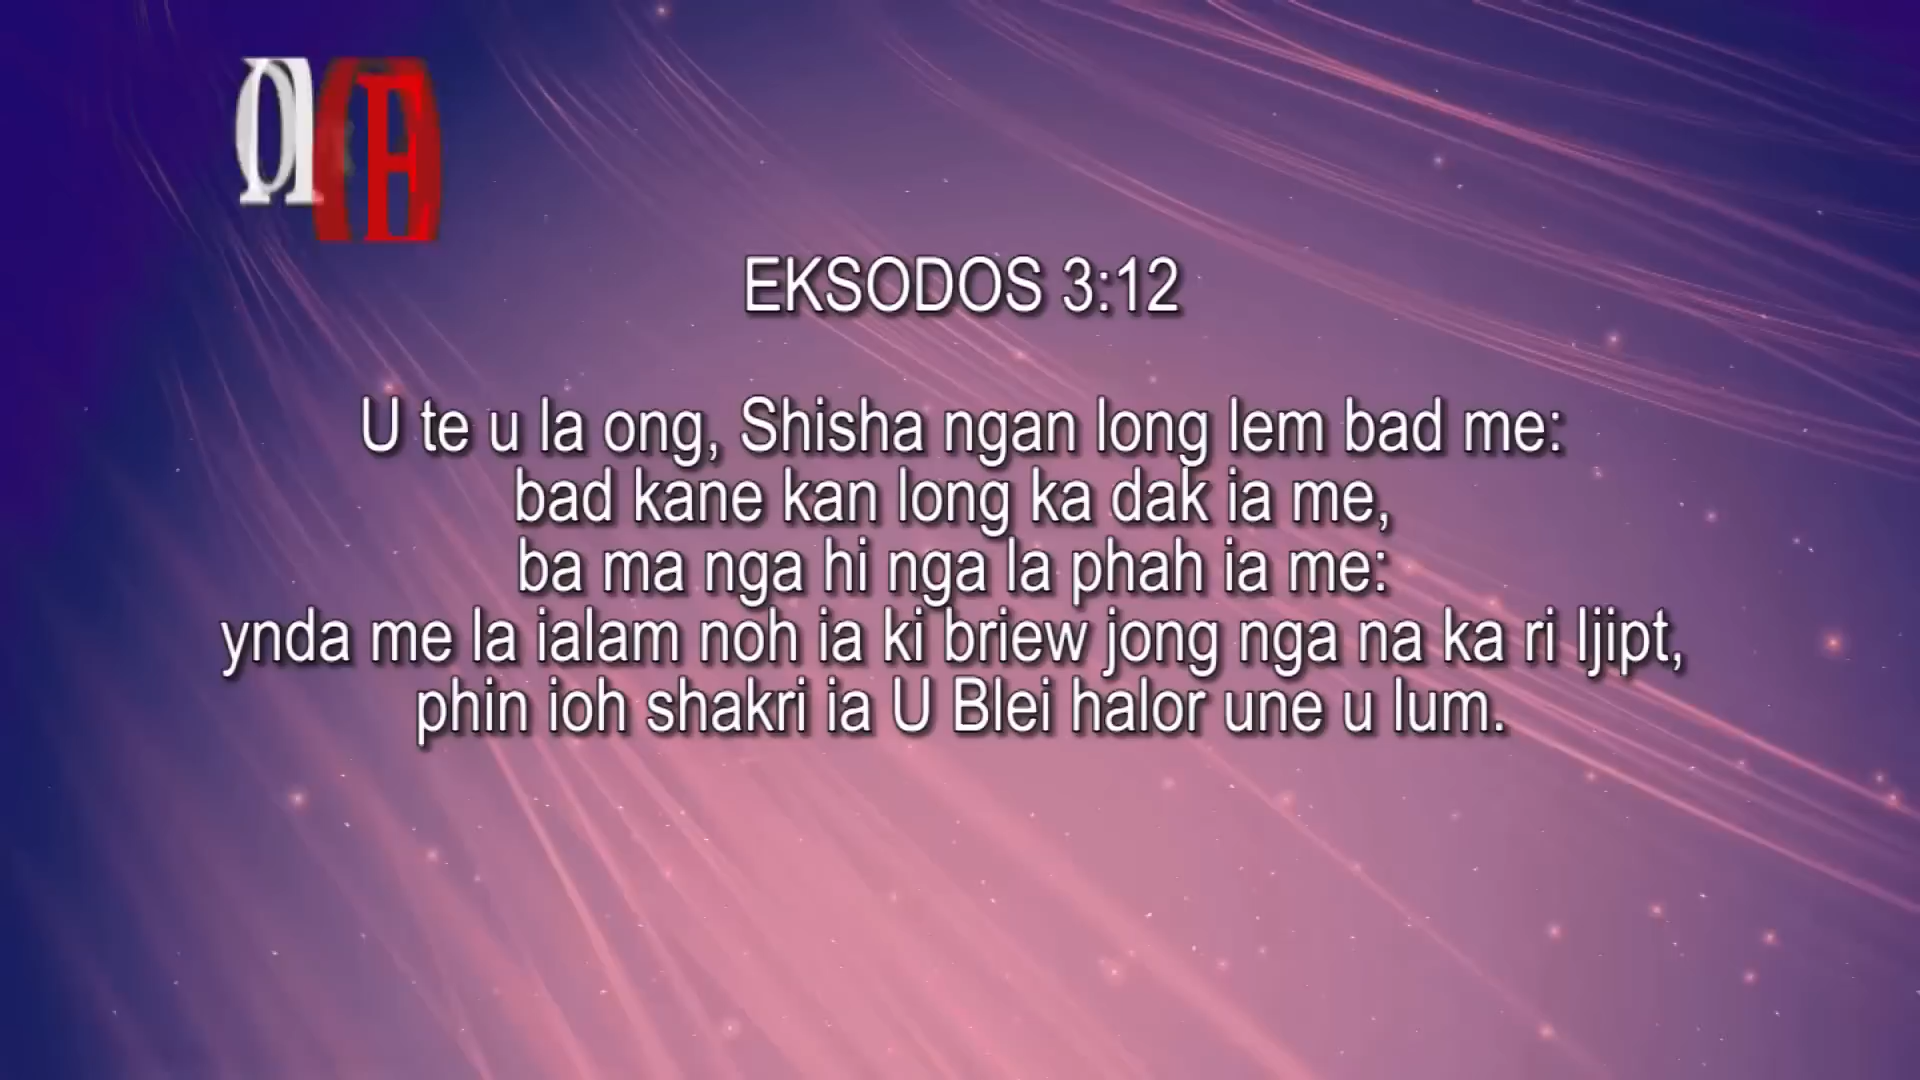 EKSODOS 3:12
U te u la ong, Shisha ngan long lem bad me:
bad kane kan long ka dak ia me,
ba ma nga hi nga la phah ia me:
ynda me la ialam noh ia ki briew jong nga na ka ri Ijipt,
phin ioh shakri ia U Blei halor une u lum.